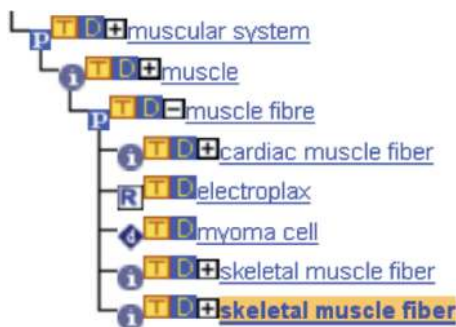 P T D + muscular system
i T D + muscle
P T D - muscle fibre
i T D + cardiac muscle fiber
R T D electroplax
d T D myoma cell
i T D + skeletal muscle fiber
i T D + skeletal muscle fiber